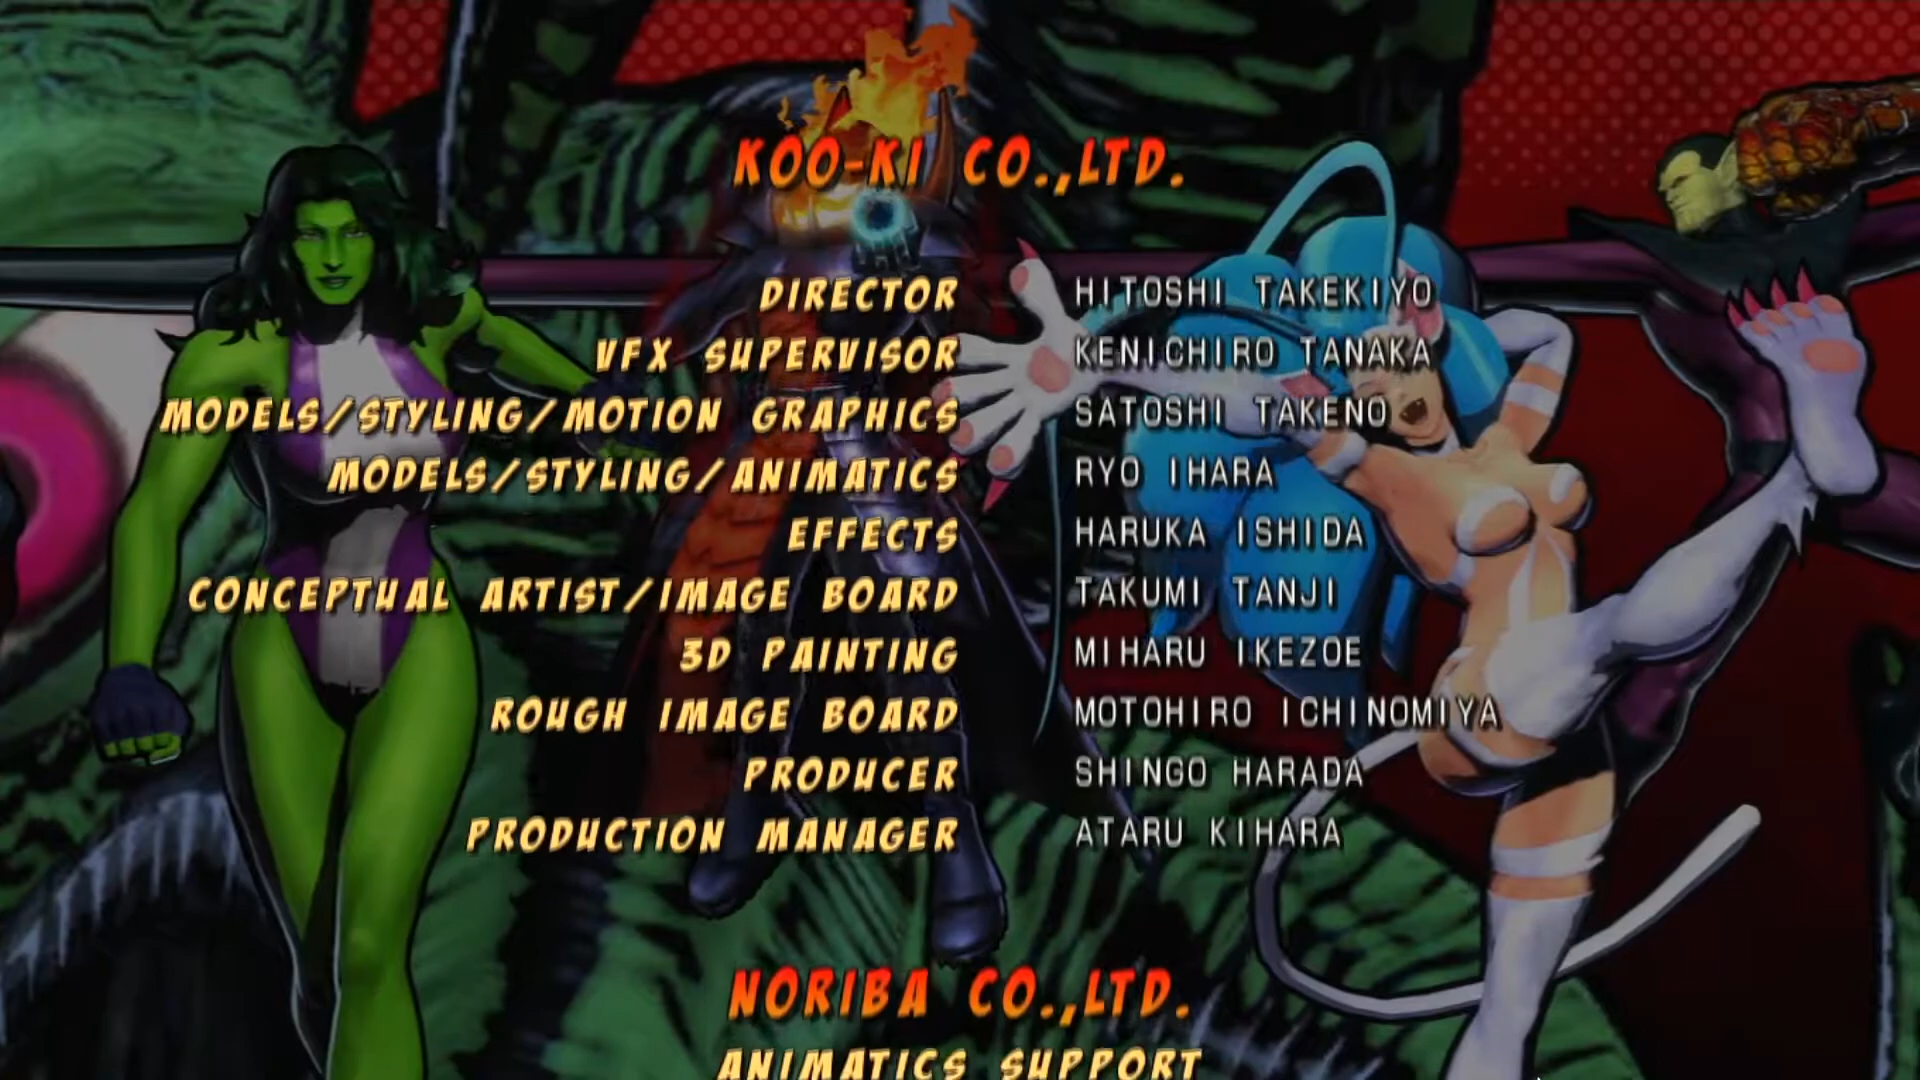 KOO-KI CO.,LTD.
DIRECTOR HITOSHI TAKEKIYO
VFX SUPERVISOR KENICHIRO TANAKA
MODELS/STYLING/MOTION GRAPHICS SATOSHI TAKENO
MODELS/STYLING/ANIMATICS RYO IHARA
EFFECTS HARUKA ISHIDA
CONCEPTUAL ARTIST/IMAGE BOARD TAKUMI TANJI
3D PAINTING MIHARU IKEZOE
ROUGH IMAGE BOARD MOTOHIRO ICHINOMIYA
PRODUCER SHINGO HARADA
PRODUCTION MANAGER ATARU KIHARA
NORIBA CO.,LTD.
ANIMATICS SUPPORT